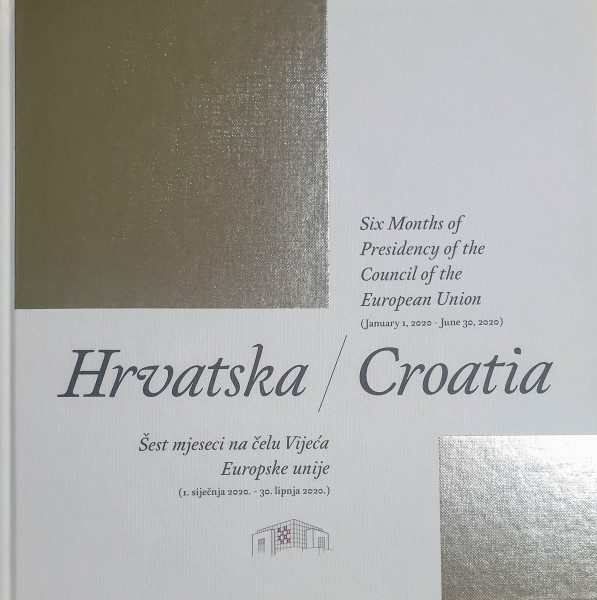 Six Months of
Presidency of the
Council of the
European Union
(January 1, 2020 - June 30, 2020)
Hrvatska / Croatia
Šest mjeseci na čelu Vijeća
Europske unije
(1. siječnja 2020. - 30. lipnja 2020.)